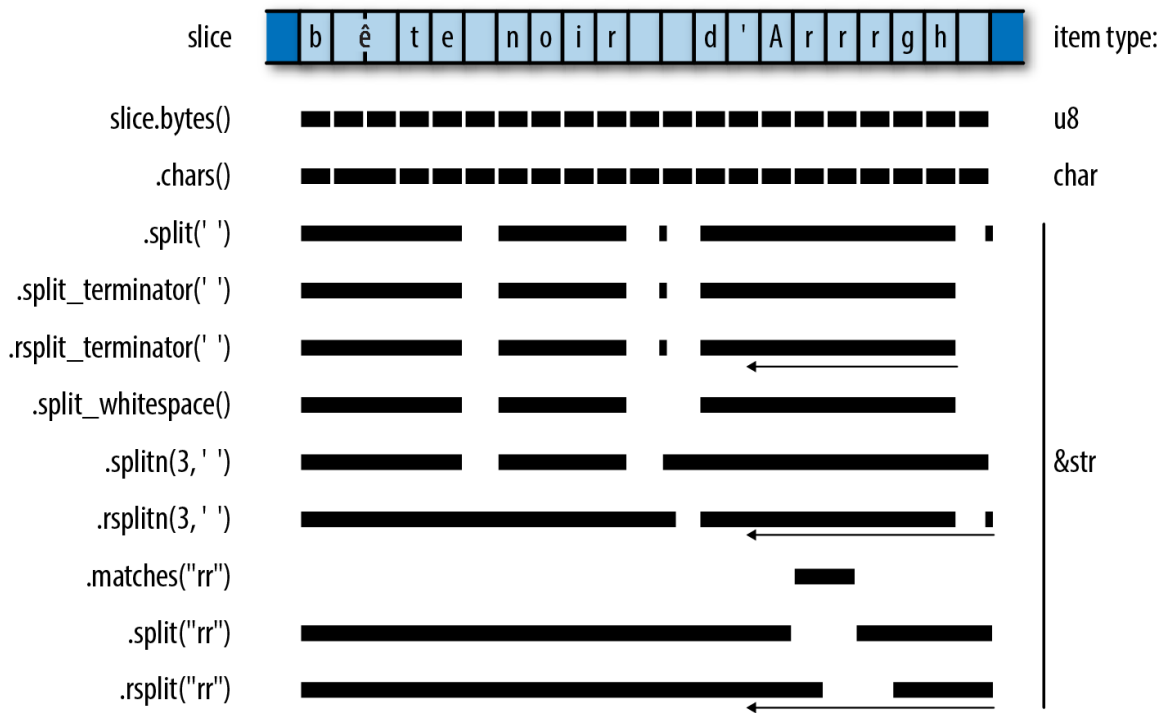 slice b ê t e n o i r d ' A r r r g h item type:
slice.bytes() u8
.chars() char
.split(' ')
.split_terminator(' ')
.rsplit_terminator(' ')
.split_whitespace()
.splitn(3, ' ') &str
.rsplitn(3, ' ')
.matches("rr")
.split("rr")
.rsplit("rr")